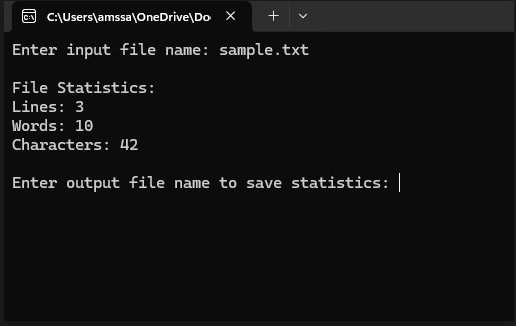 C:\Users\amssa\OneDrive\Do
Enter input file name: sample.txt
File Statistics:
Lines: 3
Words: 10
Characters: 42
Enter output file name to save statistics: